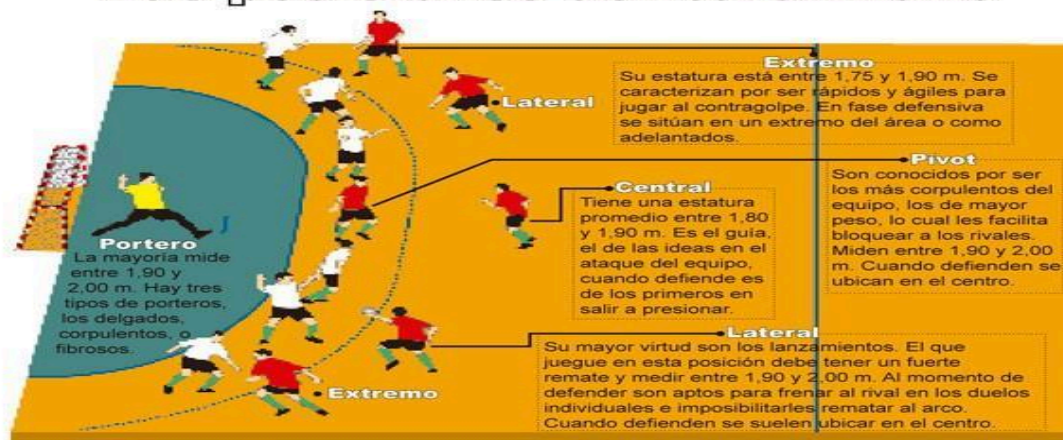 Extremo
Su estatura está entre 1,75 y 1,90 m. Se
caracterizan por ser rápidos y ágiles para
jugar al contragolpe. En fase defensiva
se sitúan en un extremo del área o como
adelantados.
Lateral
Pivot
Son conocidos por ser
los más corpulentos del
equipo, los de mayor
peso, lo cual les facilita
bloquear a los rivales.
Miden entre 1,90 y 2,00
m. Cuando defienden se
ubican en el centro.
Central
Tiene una estatura
promedio entre 1,80
y 1,90 m. Es el guía,
el de las ideas en el
ataque del equipo,
cuando defiende es
de los primeros en
salir a presionar.
Portero
La mayoría mide
entre 1,90 y
2,00 m. Hay tres
tipos de porteros,
los delgados,
corpulentos, o
fibrosos.
Lateral
Su mayor virtud son los lanzamientos. El que
juegue en esta posición debe tener un fuerte
remate y medir entre 1,90 y 2,00 m. Al momento de
defender son aptos para frenar al rival en los duelos
individuales e imposibilitarles rematar al arco.
Cuando defienden se suelen ubicar en el centro.
Extremo